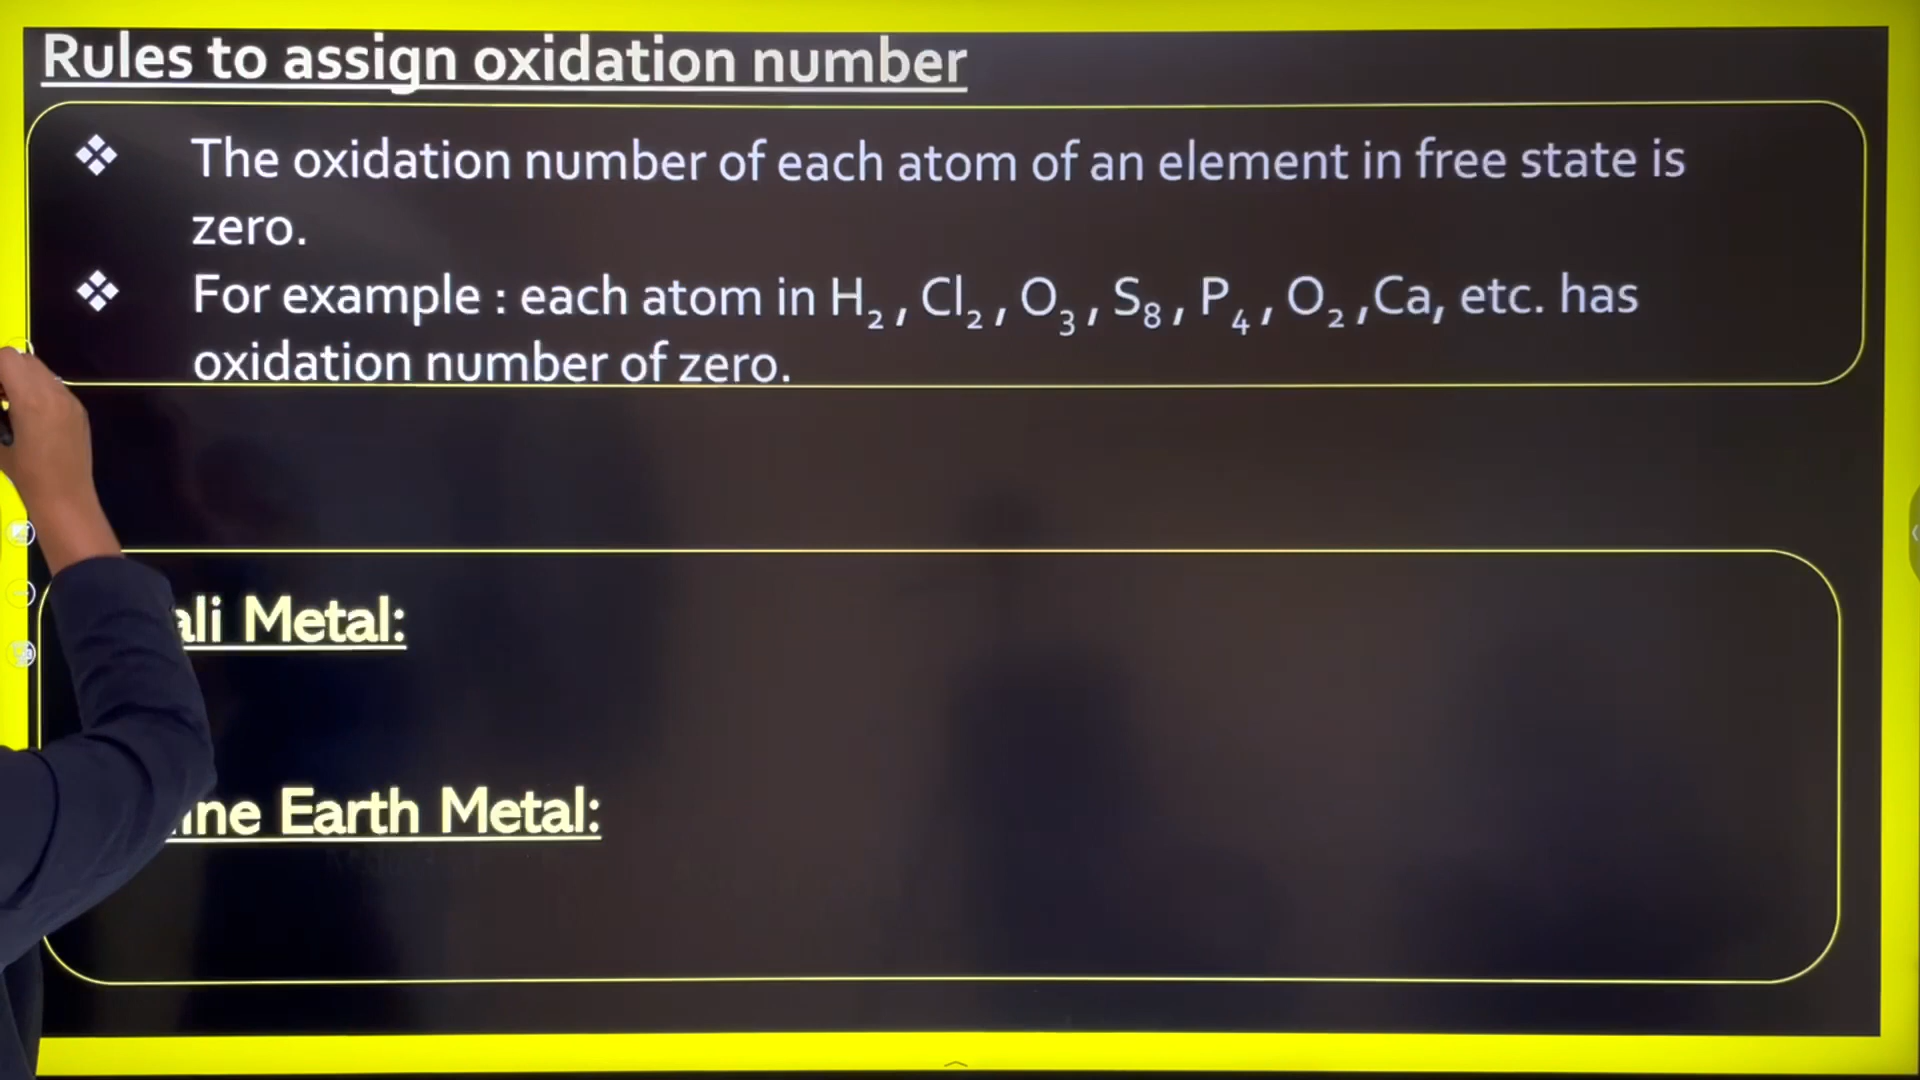 Rules to assign oxidation number
❖ The oxidation number of each atom of an element in free state is
zero.
❖ For example : each atom in H₂ , Cl₂ , O₃ , S₈ , P₄ , O₂ ,Ca, etc. has
oxidation number of zero.
Metal:
Earth Metal: